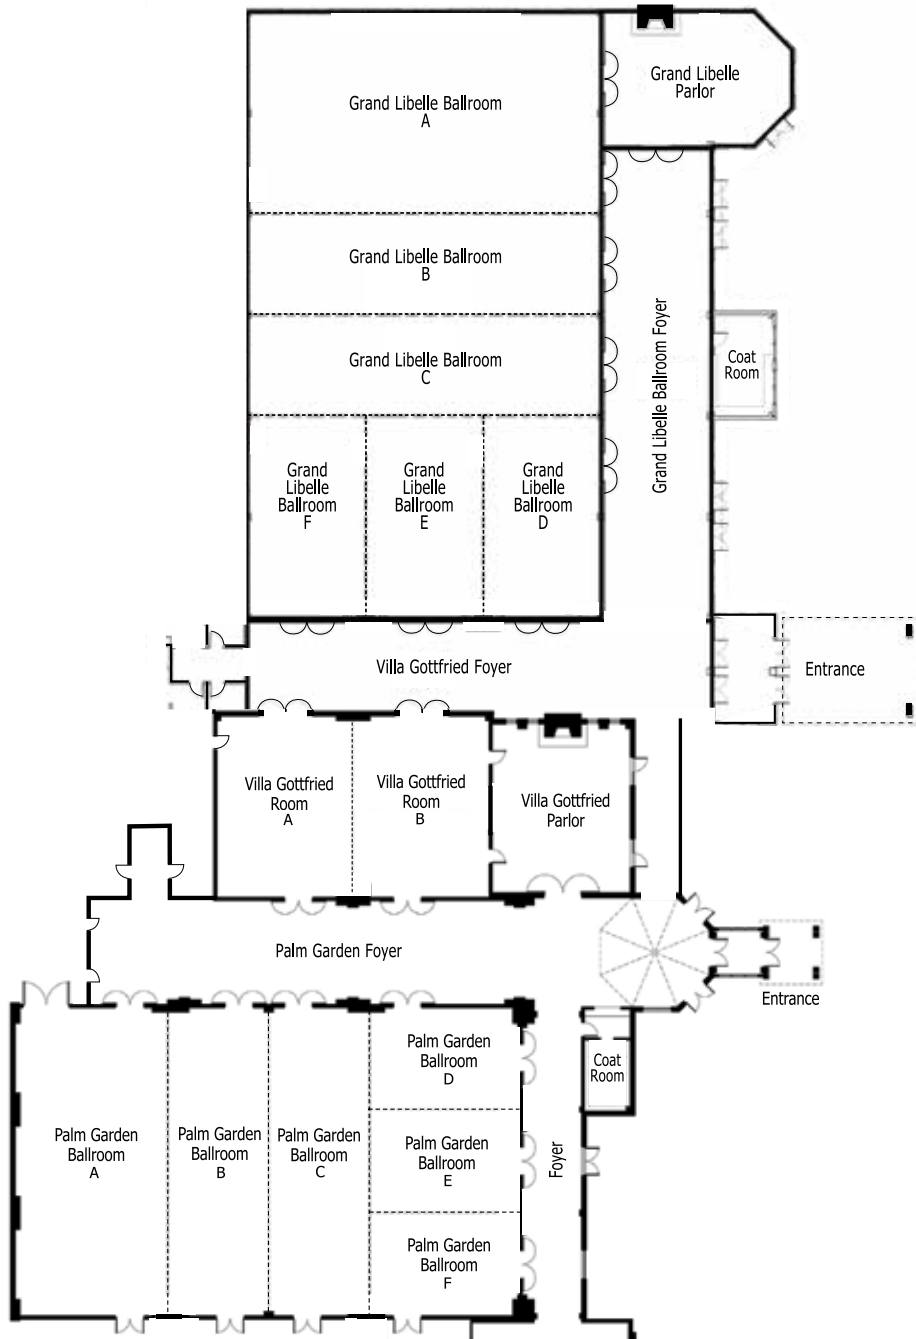 Grand Libelle
Parlor
Grand Libelle Ballroom
A
Grand Libelle Ballroom
B
Grand Libelle Ballroom
C
Grand Libelle Ballroom Foyer
Coat
Room
Grand
Libelle
Ballroom
F
Grand
Libelle
Ballroom
E
Grand
Libelle
Ballroom
D
Villa Gottfried Foyer
Entrance
Villa Gottfried
Room
A
Villa Gottfried
Room
B
Villa Gottfried
Parlor
Palm Garden Foyer
Entrance
Palm Garden
Ballroom
A
Palm Garden
Ballroom
B
Palm Garden
Ballroom
C
Palm Garden
Ballroom
D
Palm Garden
Ballroom
E
Palm Garden
Ballroom
F
Foyer
Coat
Room